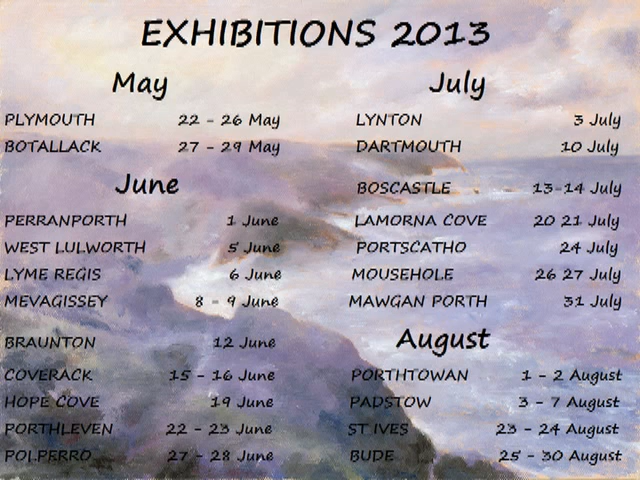 EXHIBITIONS 2013
May
PLYMOUTH 22 - 26 May
BOTALLACK 27 - 29 May
June
PERRANPORTH 1 June
WEST LULWORTH 5 June
LYME REGIS 6 June
MEVAGISSEY 8 - 9 June
BRAUNTON 12 June
COVERACK 15 - 16 June
HOPE COVE 19 June
PORTHLEVEN 22 - 23 June
POLPERRO 27 - 28 June
July
LYNTON 3 July
DARTMOUTH 10 July
BOSCASTLE 13-14 July
LAMORNA COVE 20 21 July
PORTSCATHO 24 July
MOUSEHOLE 26 27 July
MAWGAN PORTH 31 July
August
PORTHTOWAN 1 - 2 August
PADSTOW 3 - 7 August
ST IVES 23 - 24 August
BUDE 25 - 30 August